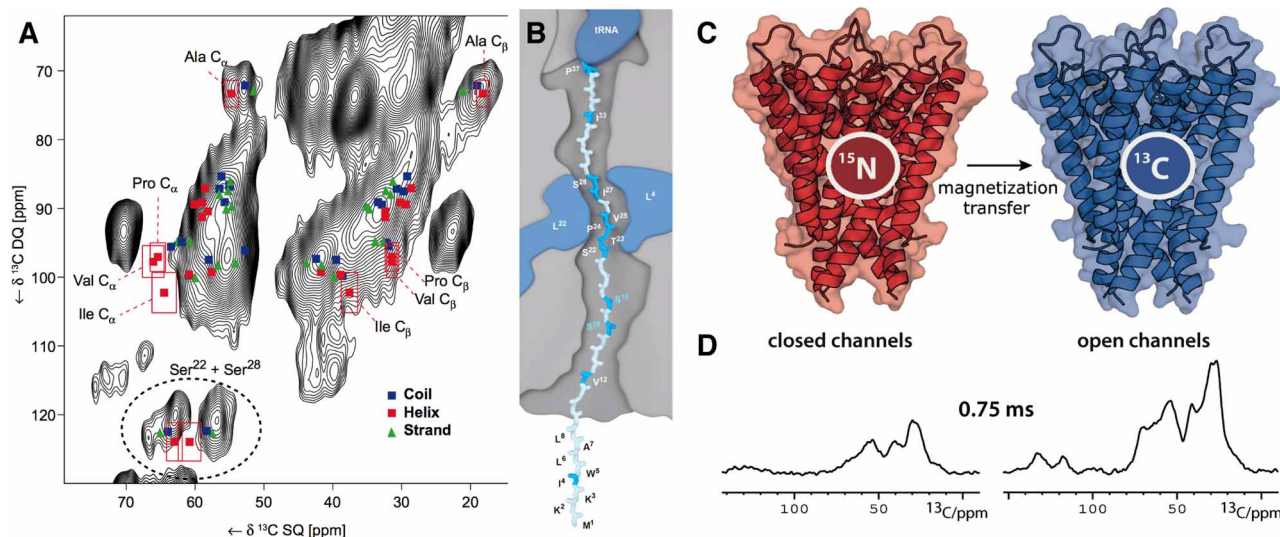 A
Ala Cα
Ala Cβ
Pro Cα
Val Cα
Ile Cα
Pro Cβ
Val Cβ
Ile Cβ
Ser²² + Ser²⁸
Coil
Helix
Strand
70
80
90
100
110
120
← δ ¹³C DQ [ppm]
70 60 50 40 30 20
← δ ¹³C SQ [ppm]
B
tRNA
P³⁷
I³³
S²⁸
I²⁷
L⁴
V²⁵
L²²
P²⁴
T²³
S²²
V¹²
L⁸
A⁷
L⁶
W⁵
I⁴
K³
K²
M¹
C
¹⁵N
magnetization
transfer
¹³C
D
closed channels
open channels
0.75 ms
100 50 ¹³C/ppm
100 50 ¹³C/ppm